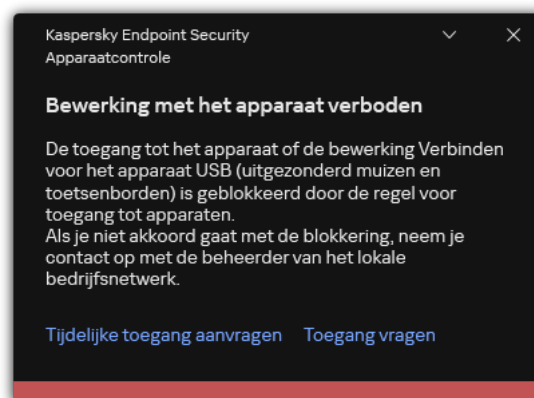 Kaspersky Endpoint Security
Apparaatcontrole
Bewerking met het apparaat verboden
De toegang tot het apparaat of de bewerking Verbinden
voor het apparaat USB (uitgezonderd muizen en
toetsenborden) is geblokkeerd door de regel voor
toegang tot apparaten.
Als je niet akkoord gaat met de blokkering, neem je
contact op met de beheerder van het lokale
bedrijfsnetwerk.
Tijdelijke toegang aanvragen Toegang vragen